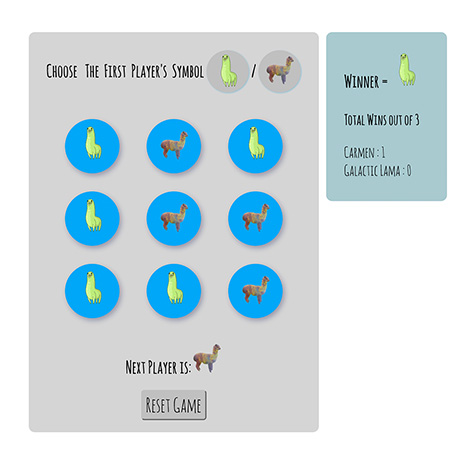 Choose The First Player's Symbol /
Winner =
Total Wins out of 3
Carmen : 1
Galactic Lama : 0
Next Player is:
Reset Game